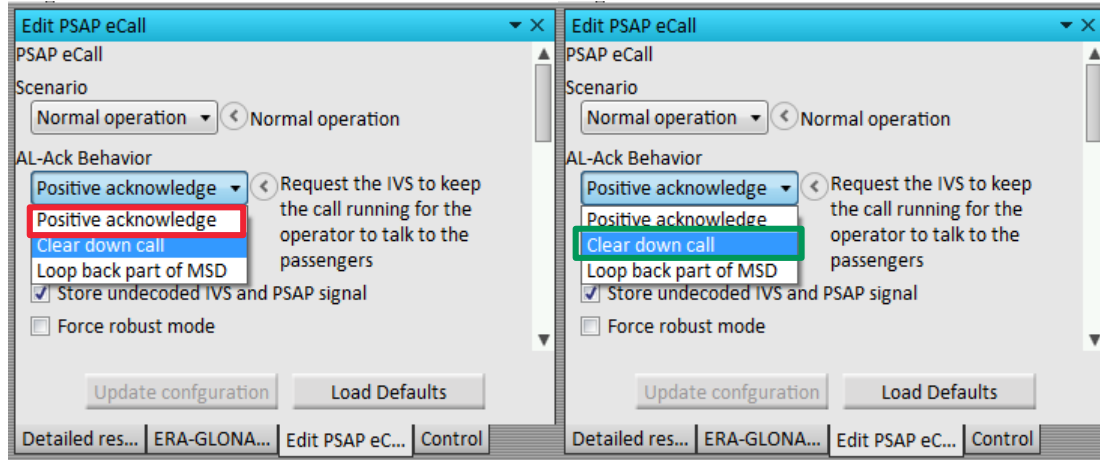 Edit PSAP eCall
PSAP eCall
Scenario
Normal operation
Normal operation
AL-Ack Behavior
Positive acknowledge
Request the IVS to keep
the call running for the
operator to talk to the
passengers
Positive acknowledge
Clear down call
Loop back part of MSD
Store undecoded IVS and PSAP signal
Force robust mode
Update confguration
Load Defaults
Detailed res...
ERA-GLONA...
Edit PSAP eC...
Control
Edit PSAP eCall
PSAP eCall
Scenario
Normal operation
Normal operation
AL-Ack Behavior
Positive acknowledge
Request the IVS to keep
the call running for the
operator to talk to the
passengers
Positive acknowledge
Clear down call
Loop back part of MSD
Store undecoded IVS and PSAP signal
Force robust mode
Update confguration
Load Defaults
Detailed res...
ERA-GLONA...
Edit PSAP eC...
Control